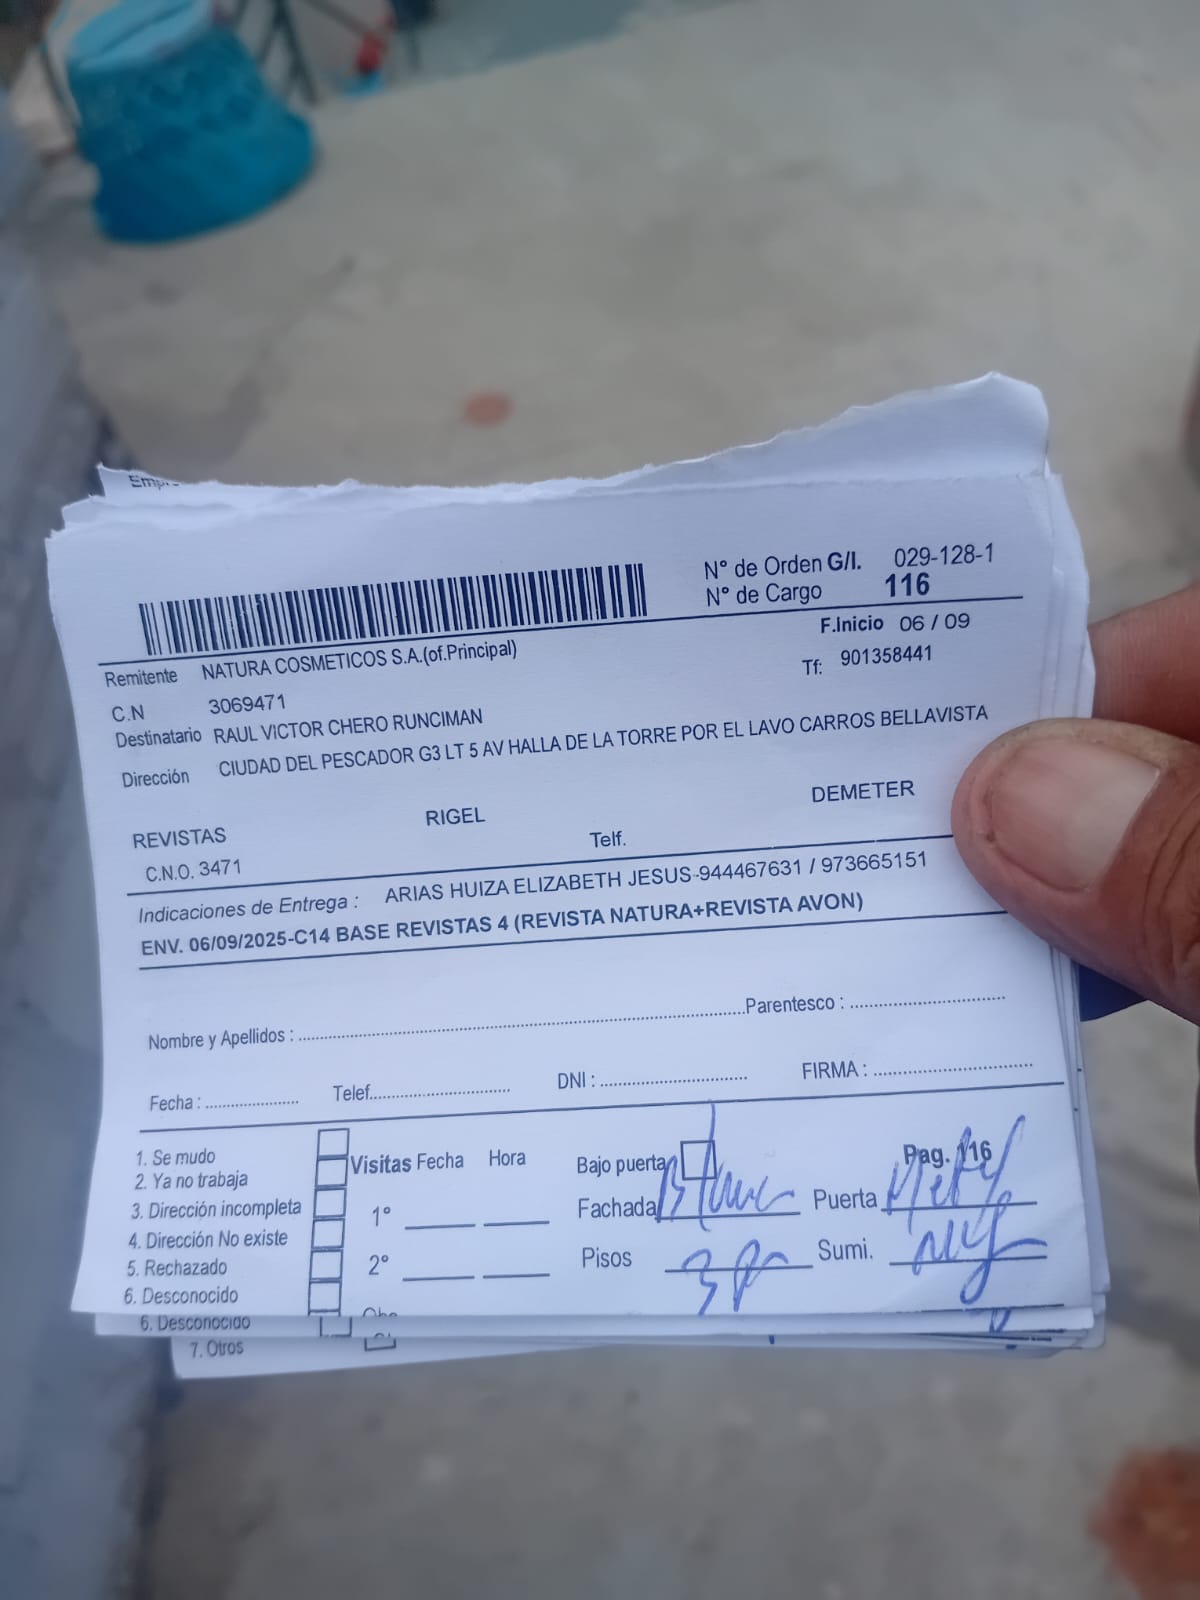 Emp
N° de Orden G/I. 029-128-1
N° de Cargo 116
F.Inicio 06 / 09
Remitente NATURA COSMETICOS S.A.(of.Principal)
Tf: 901358441
C.N 3069471
Destinatario RAUL VICTOR CHERO RUNCIMAN
Dirección CIUDAD DEL PESCADOR G3 LT 5 AV HALLA DE LA TORRE POR EL LAVO CARROS BELLAVISTA
REVISTAS RIGEL DEMETER
C.N.O. 3471 Telf.
Indicaciones de Entrega : ARIAS HUIZA ELIZABETH JESUS-944467631 / 973665151
ENV. 06/09/2025-C14 BASE REVISTAS 4 (REVISTA NATURA+REVISTA AVON)
Nombre y Apellidos : Parentesco :
Fecha : Telef. DNI : FIRMA :
1. Se mudo Visitas Fecha Hora Bajo puerta Pag. 116
2. Ya no trabaja
3. Dirección incompleta 1° Fachada Puerta
4. Dirección No existe
5. Rechazado 2° Pisos 3 Sumi.
6. Desconocido
6. Desconocido
7. Otros